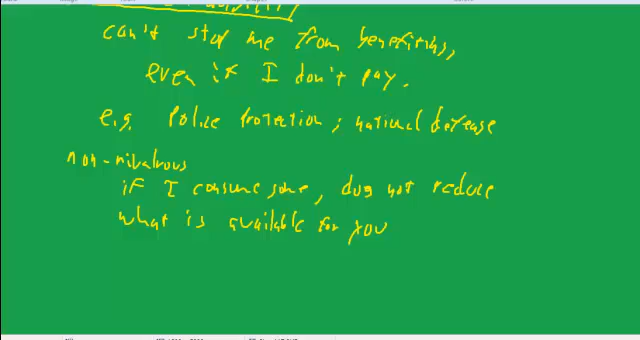 can't stop me from benefiting,
even if I don't pay.
e.g. Police Protection; national defense
non-rivalrous
if I consume some, does not reduce
what is available for you